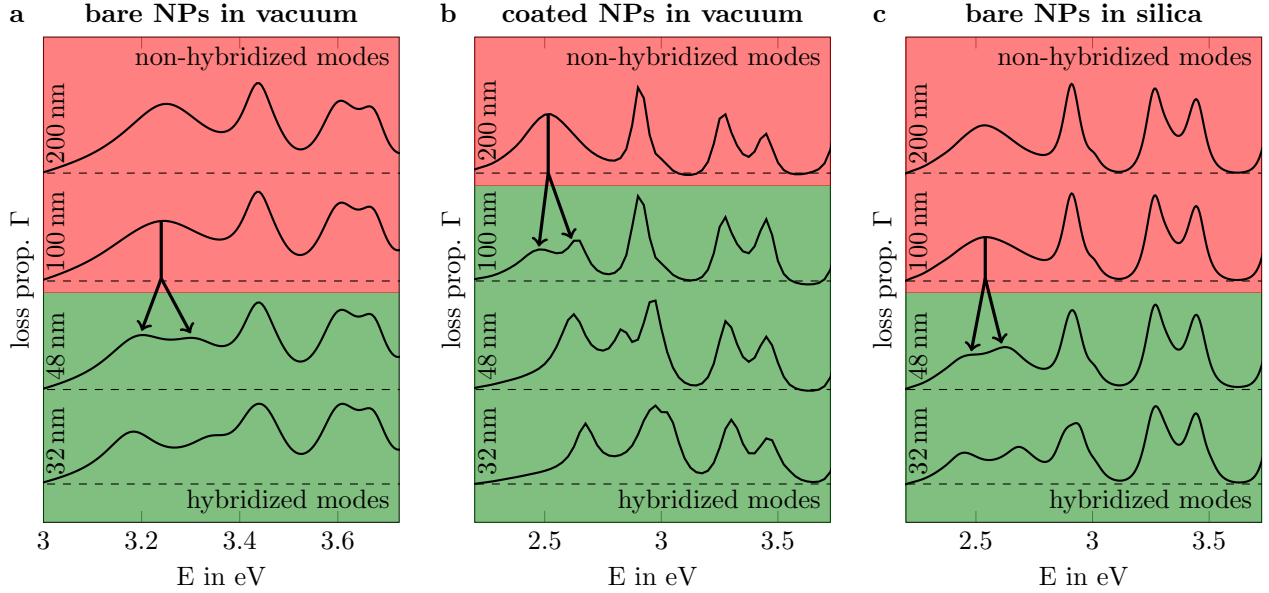 a bare NPs in vacuum
non-hybridized modes
200 nm
100 nm
48 nm
32 nm
hybridized modes
loss prop. Γ
3 3.2 3.4 3.6
E in eV
b coated NPs in vacuum
non-hybridized modes
200 nm
100 nm
48 nm
32 nm
hybridized modes
loss prop. Γ
2.5 3 3.5
E in eV
c bare NPs in silica
non-hybridized modes
200 nm
100 nm
48 nm
32 nm
hybridized modes
loss prop. Γ
2.5 3 3.5
E in eV